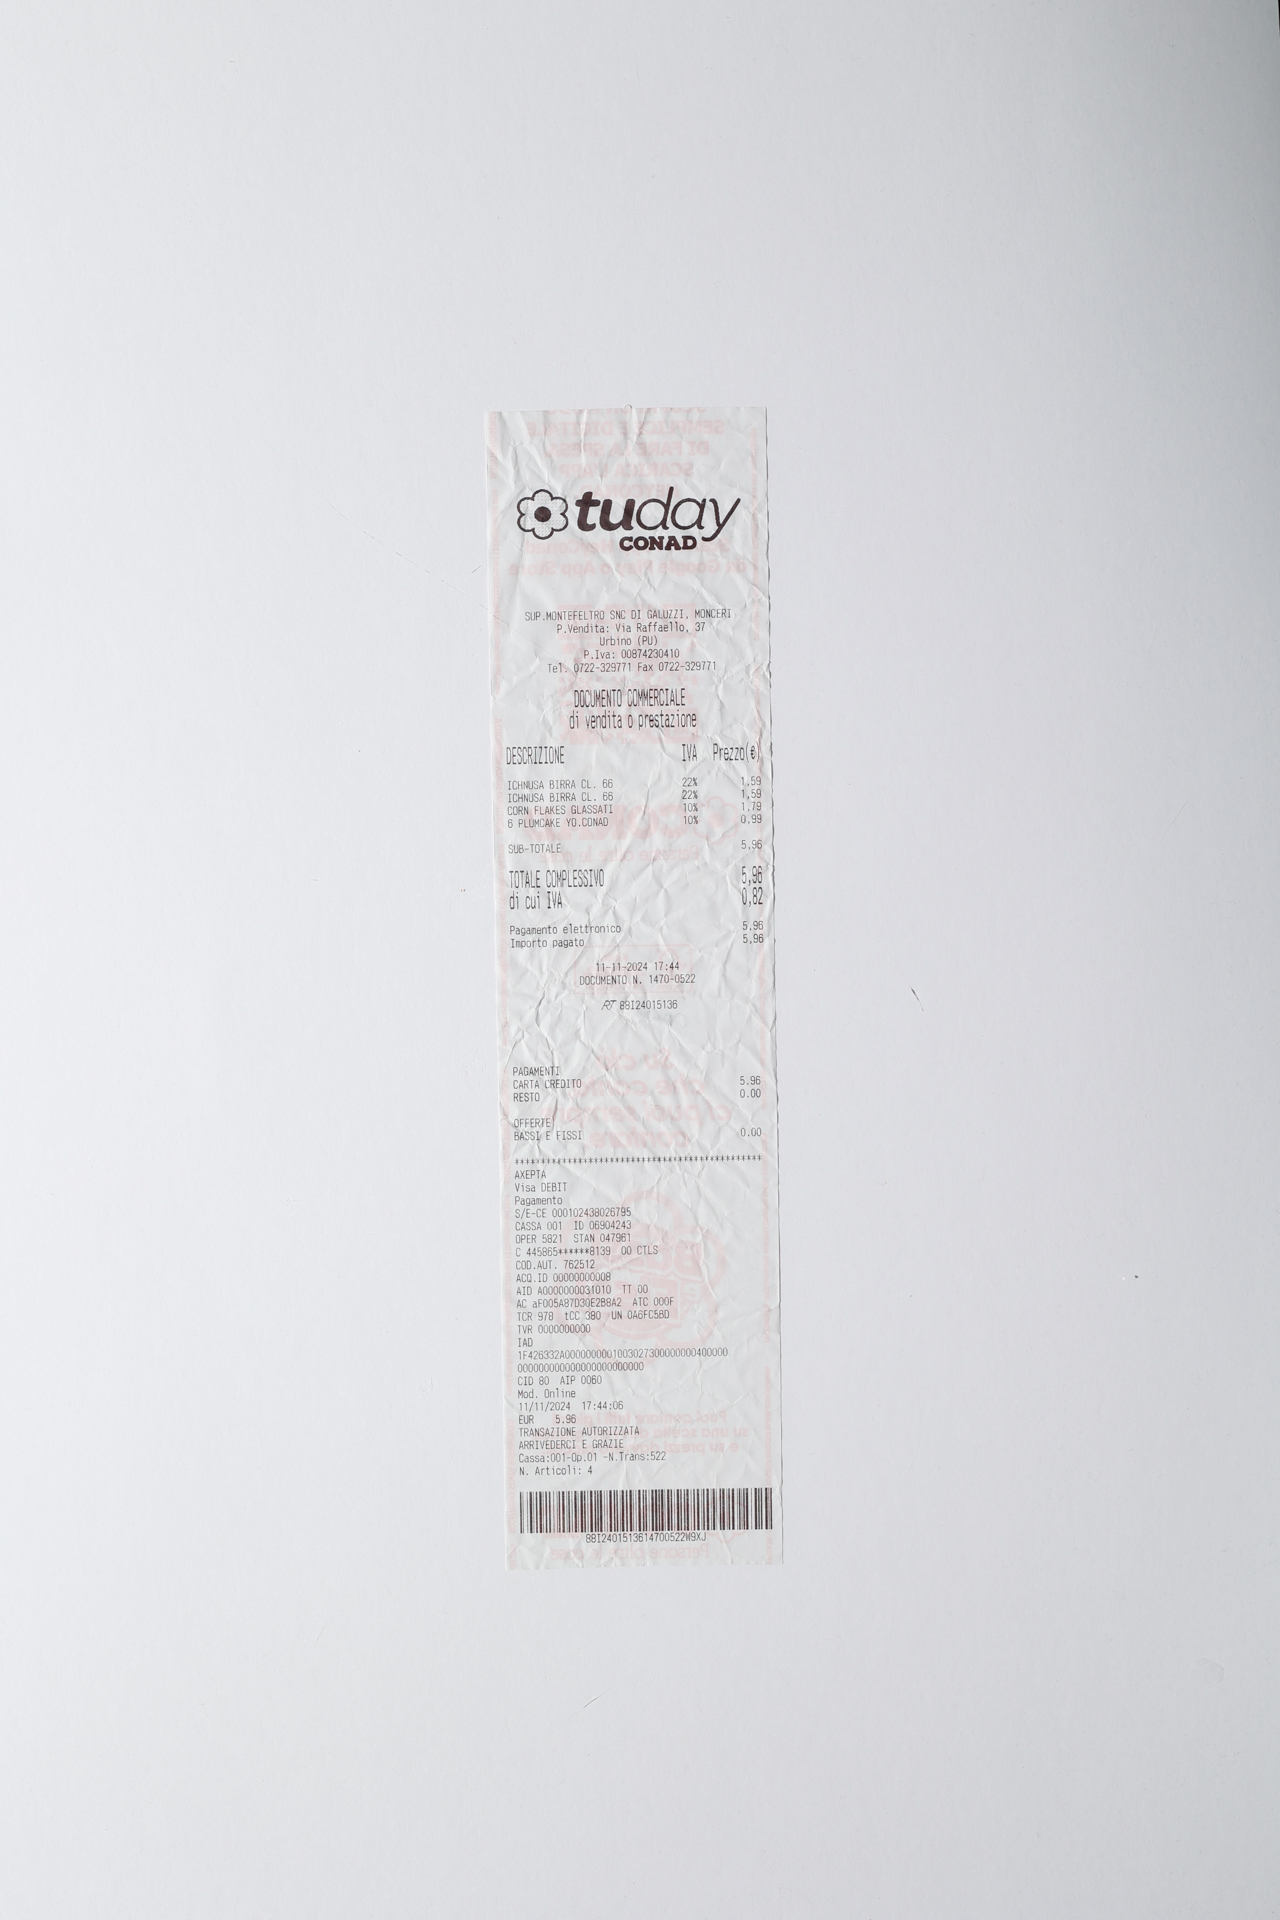 tuday
CONAD
SUP.MONTEFELTRO SNC DI GALUZZI, MONCERI
P.Vendita: Via Raffaello, 37
Urbino (PU)
P.Iva: 00874230410
Tel. 0722-329771 Fax 0722-329771
DOCUMENTO COMMERCIALE
di vendita o prestazione
DESCRIZIONE IVA Prezzo(€)
ICHNUSA BIRRA CL. 66 22% 1,59
ICHNUSA BIRRA CL. 66 22% 1,59
CORN FLAKES GLASSATI 10% 1,79
6 PLUMCAKE YO.CONAD 10% 0,99
SUB-TOTALE 5,96
TOTALE COMPLESSIVO 5,96
di cui IVA 0,82
Pagamento elettronico 5,96
Importo pagato 5,96
11-11-2024 17:44
DOCUMENTO N. 1470-0522
RT 88I24015136
PAGAMENTI
CARTA CREDITO 5.96
RESTO 0.00
OFFERTE
BASSI E FISSI 0.00
************************************************
AXEPTA
Visa DEBIT
Pagamento
S/E-CE 000102438026795
CASSA 001 ID 06904243
OPER 5821 STAN 047961
C 445865******8139 00 CTLS
COD.AUT. 762512
ACQ.ID 00000000008
AID A0000000031010 TT 00
AC aF005A87D30E2B8A2 ATC 000F
TCR 978 tCC 380 UN 0A6FC5BD
TVR 0000000000
IAD
1F426332A0000000001003027300000000400000
000000000000000000000000
CID 80 AIP 0060
Mod. Online
11/11/2024 17:44:06
EUR 5.96
TRANSAZIONE AUTORIZZATA
ARRIVEDERCI E GRAZIE
Cassa:001-Op.01 -N.Trans:522
N. Articoli: 4
88I2401513614700522W9XJ